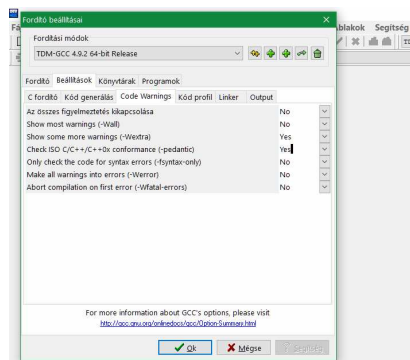 Fordító beállításai
Fá
blakok Segítség
Fordítási módok
TDM-GCC 4.9.2 64-bit Release
Fordító Beállítások Könyvtárak Programok
C fordító Kód generálás Code Warnings Kód profil Linker Output
Az összes figyelmeztetés kikapcsolása No
Show most warnings (-Wall) No
Show some more warnings (-Wextra) Yes
Check ISO C/C++/C++0x conformance (-pedantic) Yes
Only check the code for syntax errors (-fsyntax-only) No
Make all warnings into errors (-Werror) No
Abort compilation on first error (-Wfatal-errors) No
For more information about GCC's options, please visit
http://gcc.gnu.org/onlinedocs/gcc/Option-Summary.html
Ok Mégse Segítség